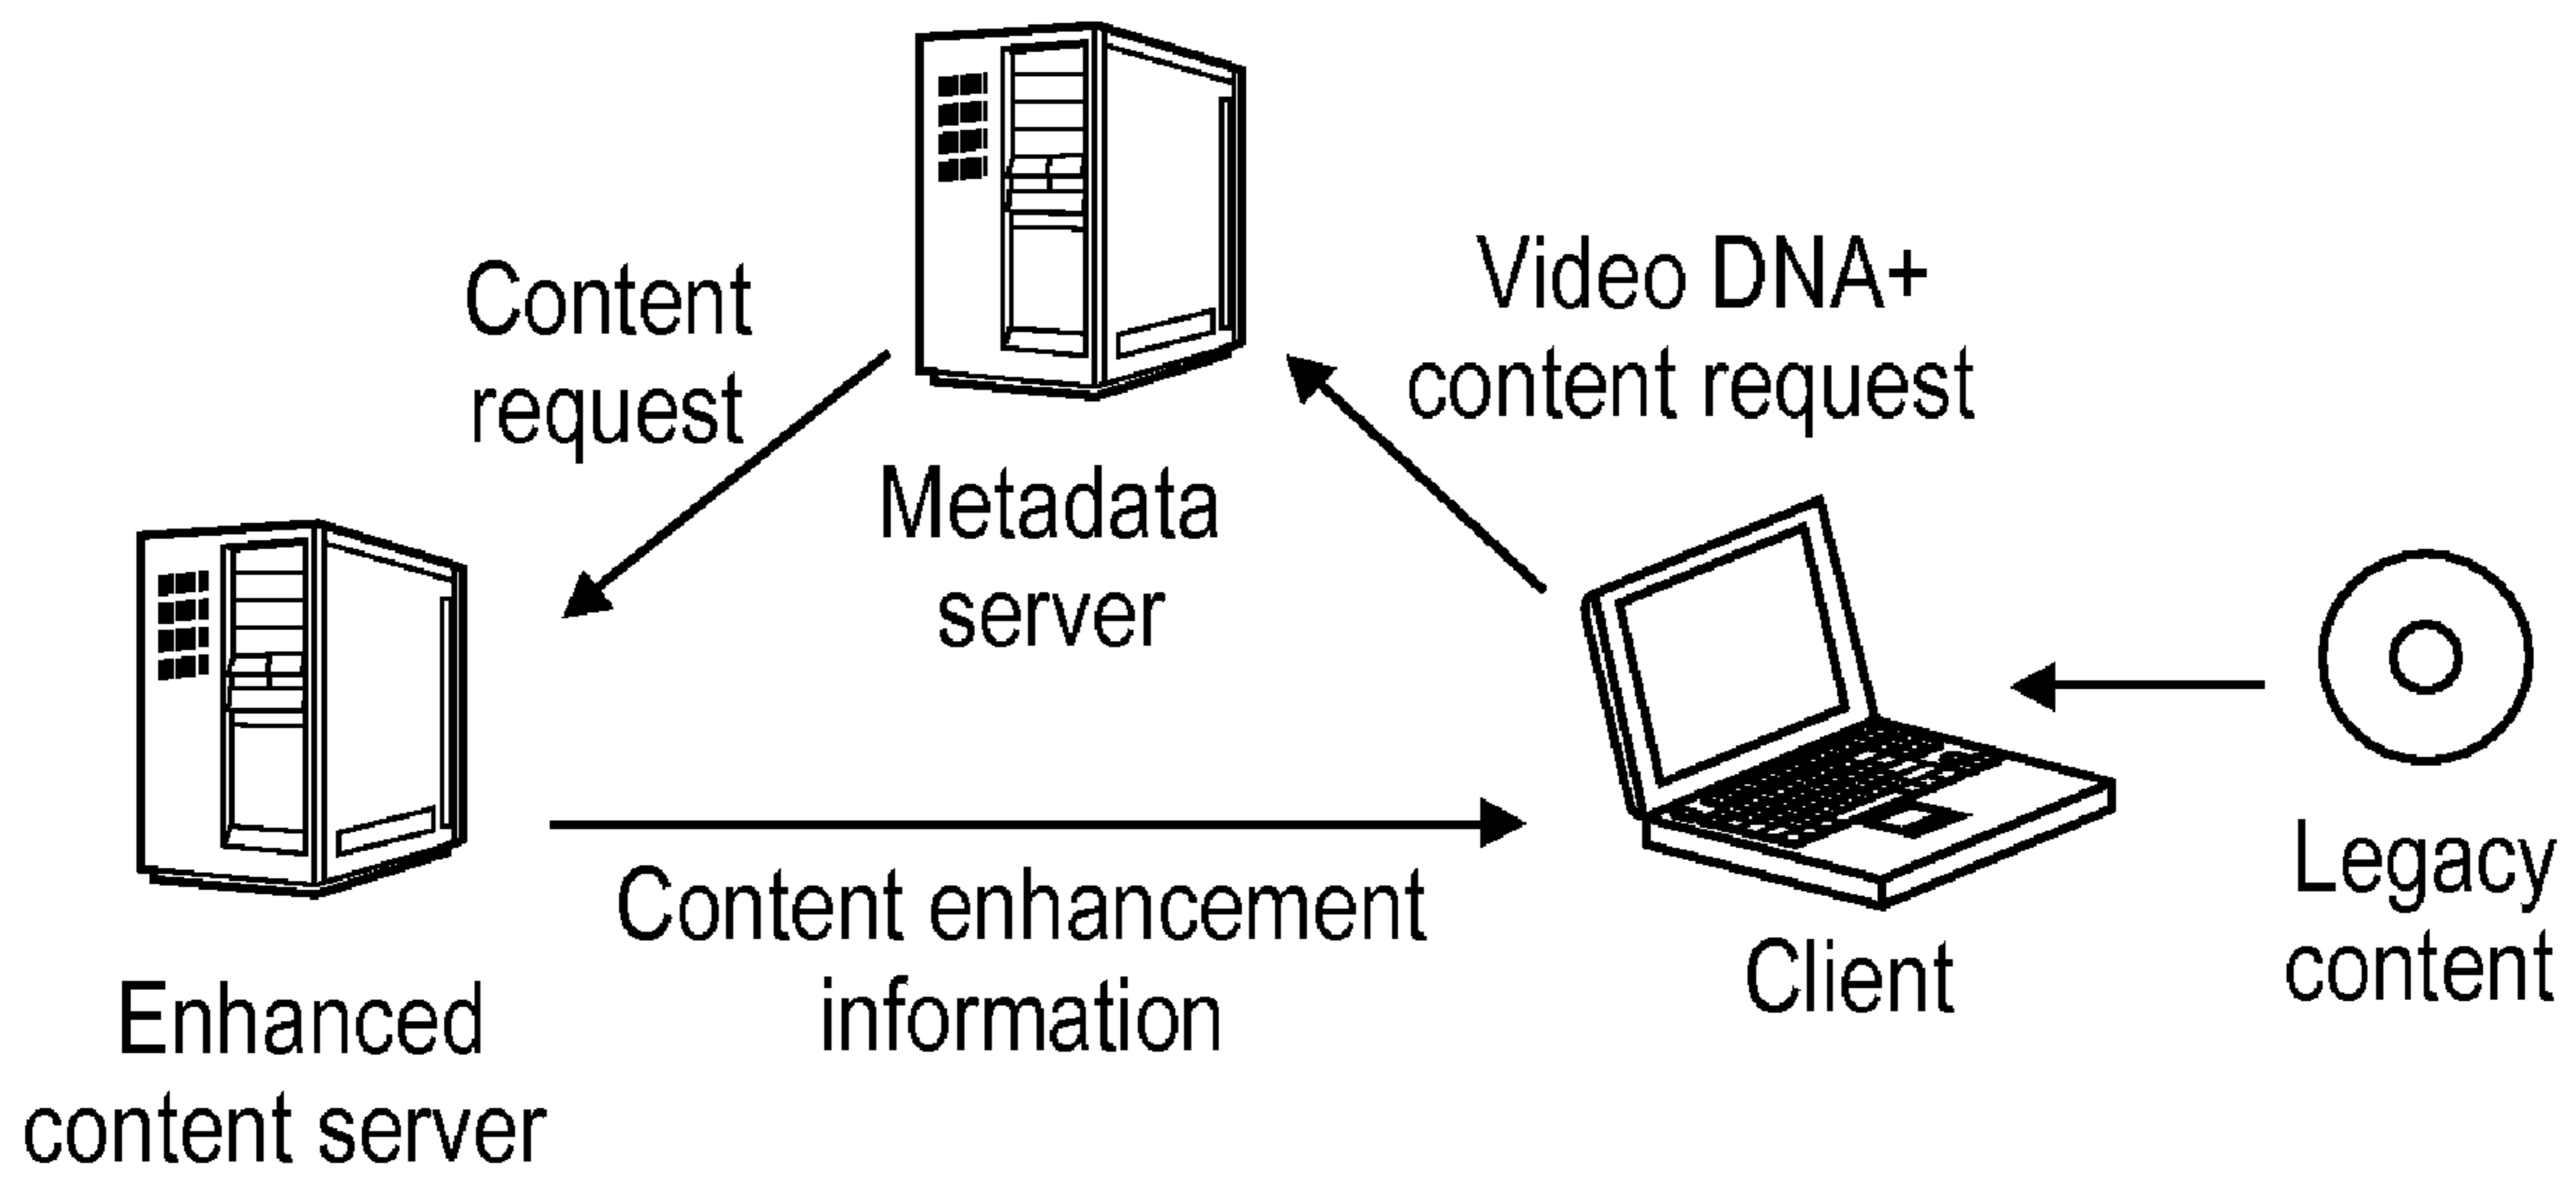 Content
request
Video DNA+
content request
Metadata
server
Content enhancement
information
Enhanced
content server
Client
Legacy
content